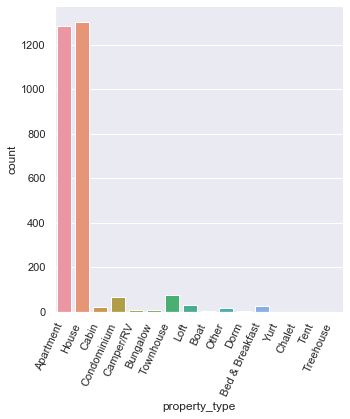 1200
1000
800
600
400
200
0
count
Apartment
House
Cabin
Condominium
Camper/RV
Bungalow
Townhouse
Loft
Boat
Other
Dorm
Bed & Breakfast
Yurt
Chalet
Tent
Treehouse
property_type